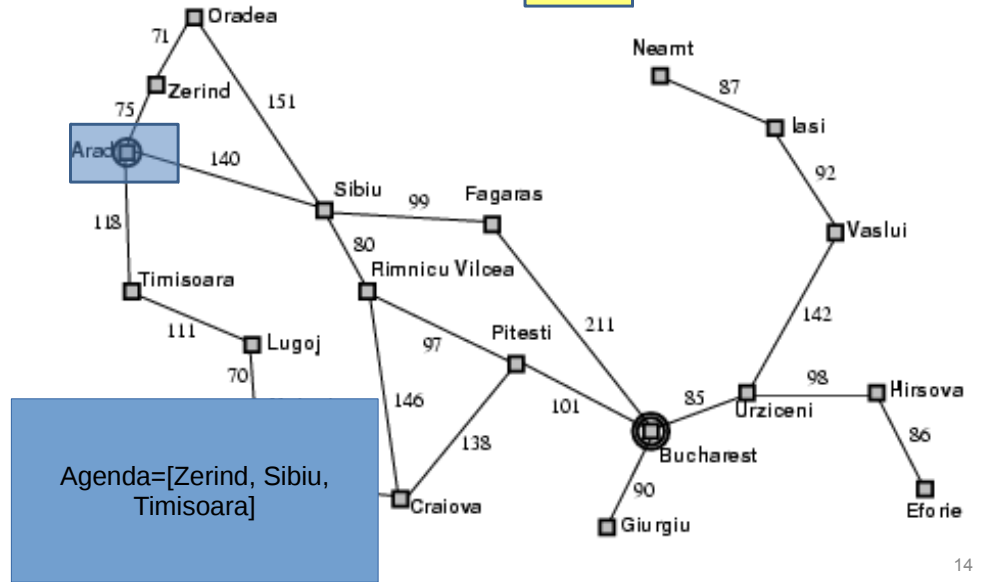 Oradea
71
Neamt
Zerind
87
75
151
Iasi
Arad
140
92
Sibiu
Fagaras
99
118
Vaslui
80
Timisoara
Rimnicu Vilcea
142
211
111
Lugoj
97
Pitesti
70
98
Hirsova
146
101
85
Urziceni
138
86
Bucharest
Agenda=[Zerind, Sibiu,
Timisoara]
90
Craiova
Eforie
Giurgiu
14